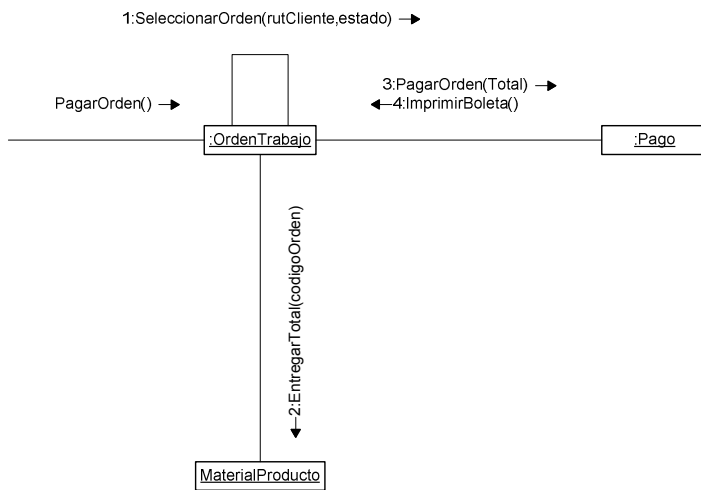 1:SeleccionarOrden(rutCliente,estado)
PagarOrden()
3:PagarOrden(Total)
4:ImprimirBoleta()
:OrdenTrabajo
:Pago
2:EntregarTotal(codigoOrden)
MaterialProducto